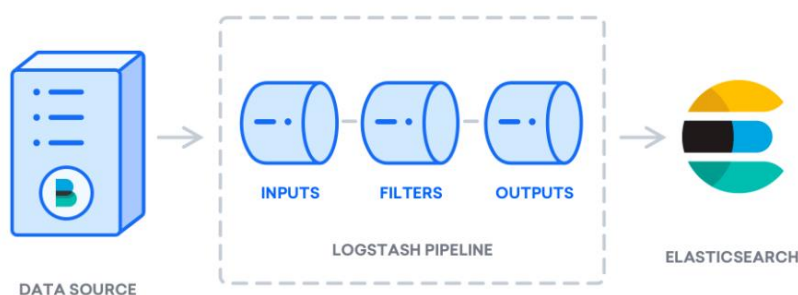 INPUTS
FILTERS
OUTPUTS
LOGSTASH PIPELINE
ELASTICSEARCH
DATA SOURCE